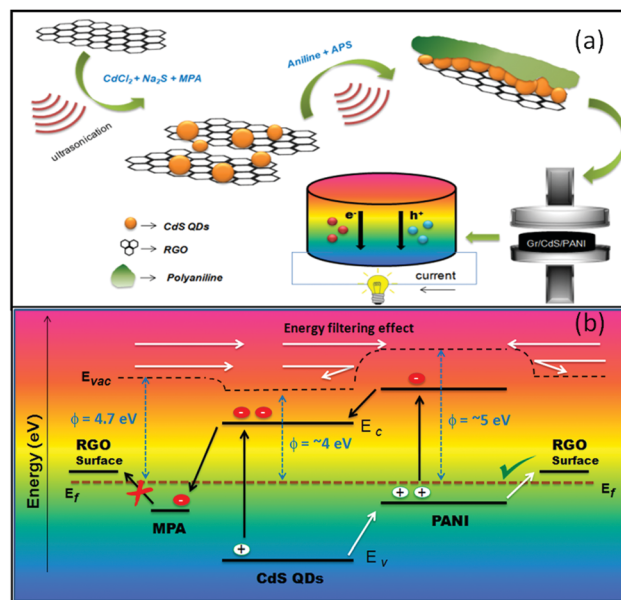 (a)
CdCl2 + Na2S + MPA
ultrasonication
Aniline + APS
CdS QDs
RGO
Polyaniline
e-
h+
current
Gr/CdS/PANI
(b)
Energy filtering effect
Evac
ϕ = 4.7 eV
ϕ = ~4 eV
ϕ = ~5 eV
Ec
RGO
Surface
RGO
Surface
Ef
Ef
MPA
PANI
Ev
CdS QDs
Energy (eV)
- - -
-
+ +
+